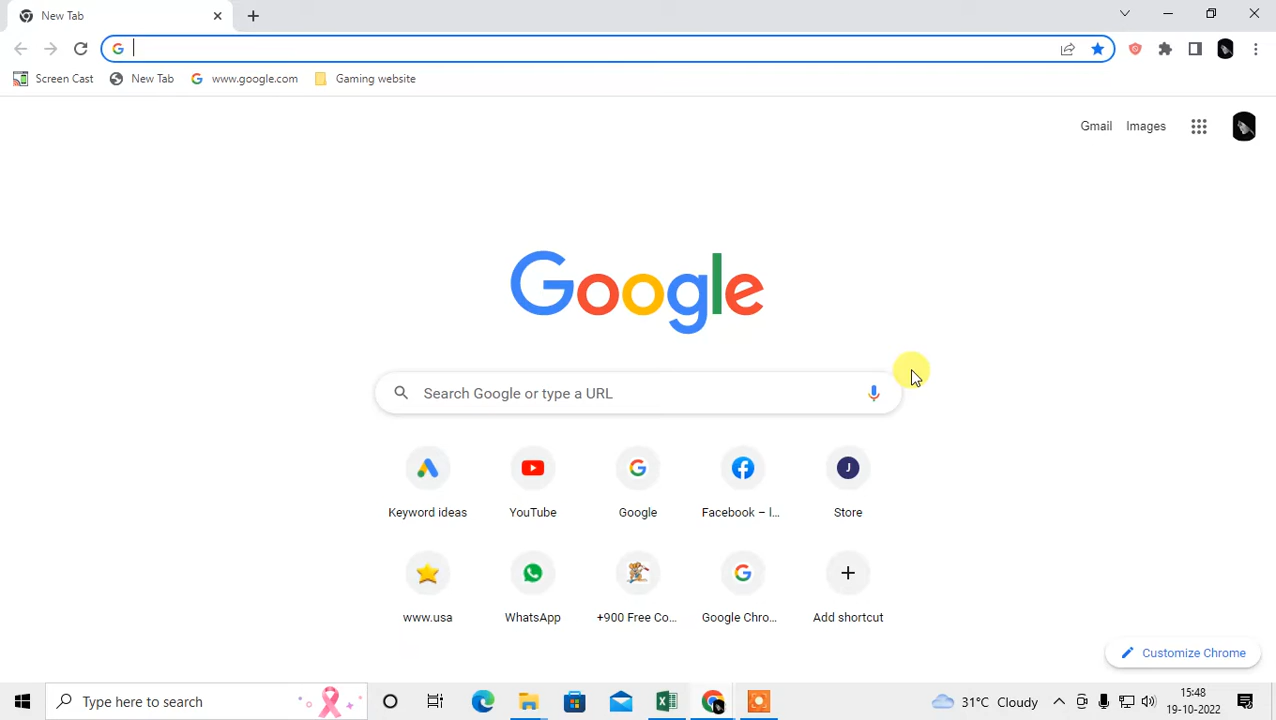 New Tab
Screen Cast
New Tab
www.google.com
Gaming website
Gmail
Images
Google
Search Google or type a URL
Keyword ideas
YouTube
Google
Facebook – l...
J
Store
www.usa
WhatsApp
+900 Free Co...
Google Chro...
Add shortcut
Customize Chrome
Type here to search
31°C Cloudy
15:48
19-10-2022